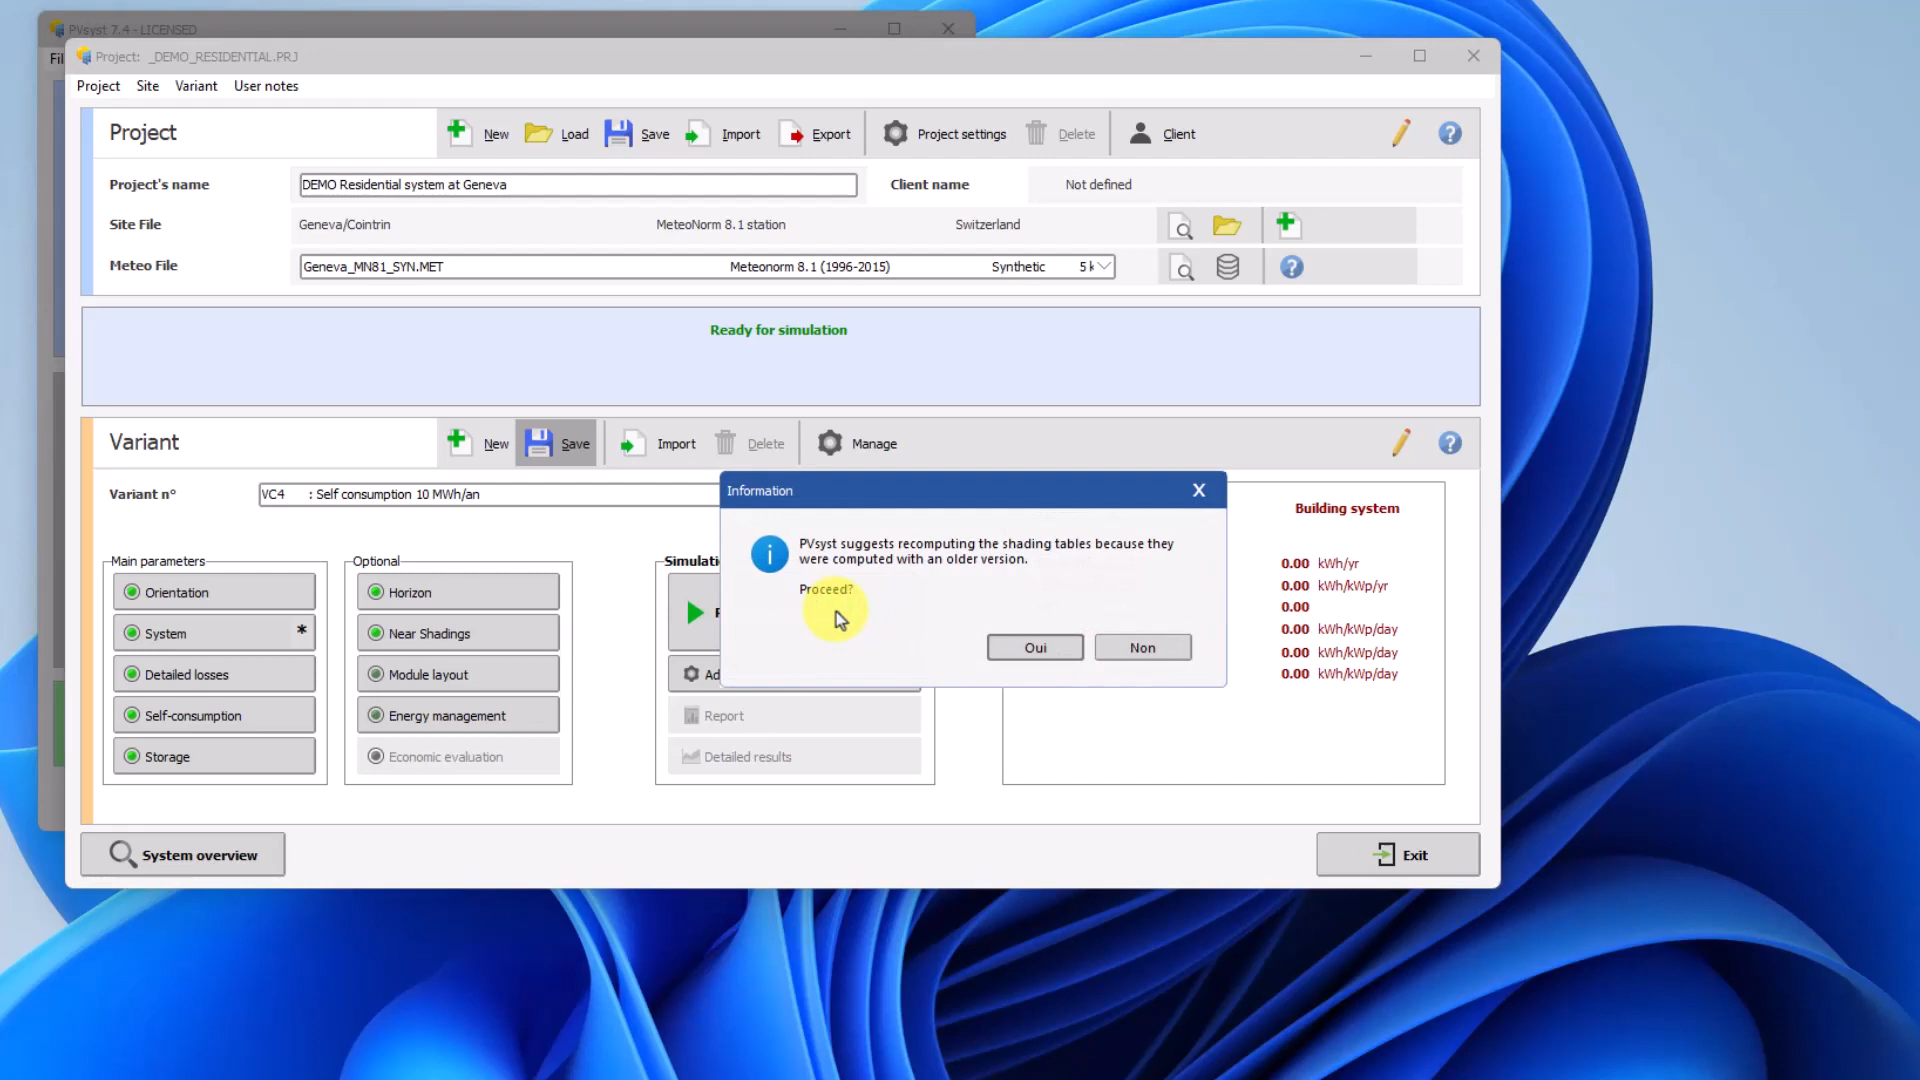 PVsyst 7.4 - LICENSED
Fil
Project: _DEMO_RESIDENTIAL.PRJ
Project Site Variant User notes
Project
New Load Save Import Export Project settings Delete Client
Project's name DEMO Residential system at Geneva Client name Not defined
Site File Geneva/Cointrin MeteoNorm 8.1 station Switzerland
Meteo File Geneva_MN81_SYN.MET Meteonorm 8.1 (1996-2015) Synthetic 5 k
Ready for simulation
Variant
New Save Import Delete Manage
Variant n° VC4 : Self consumption 10 MWh/an
Information X
PVsyst suggests recomputing the shading tables because they
were computed with an older version.
Proceed?
Oui Non
Main parameters
Orientation
System *
Detailed losses
Self-consumption
Storage
Optional
Horizon
Near Shadings
Module layout
Energy management
Economic evaluation
Simulati
Ad
Report
Detailed results
Building system
0.00 kWh/yr
0.00 kWh/kWp/yr
0.00
0.00 kWh/kWp/day
0.00 kWh/kWp/day
0.00 kWh/kWp/day
System overview
Exit